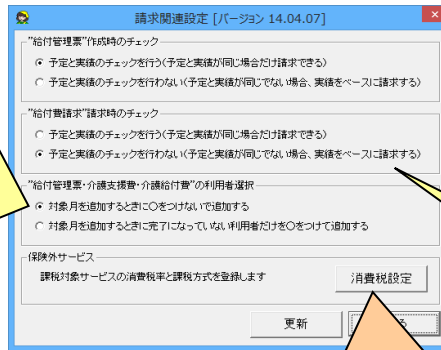 請求関連設定 [バージョン 14.04.07]
"給付管理票"作成時のチェック
予定と実績のチェックを行う(予定と実績が同じ場合だけ請求できる)
予定と実績のチェックを行わない(予定と実績が同じでない場合、実績をベースに請求する)
"給付費請求"請求時のチェック
予定と実績のチェックを行う(予定と実績が同じ場合だけ請求できる)
予定と実績のチェックを行わない(予定と実績が同じでない場合、実績をベースに請求する)
"給付管理票・介護支援費・介護給付費"の利用者選択
対象月を追加するときに○をつけないで追加する
対象月を追加するときに完了になっていない利用者だけを○をつけて追加する
保険外サービス
課税対象サービスの消費税率と課税方式を登録します
消費税設定
更新
る